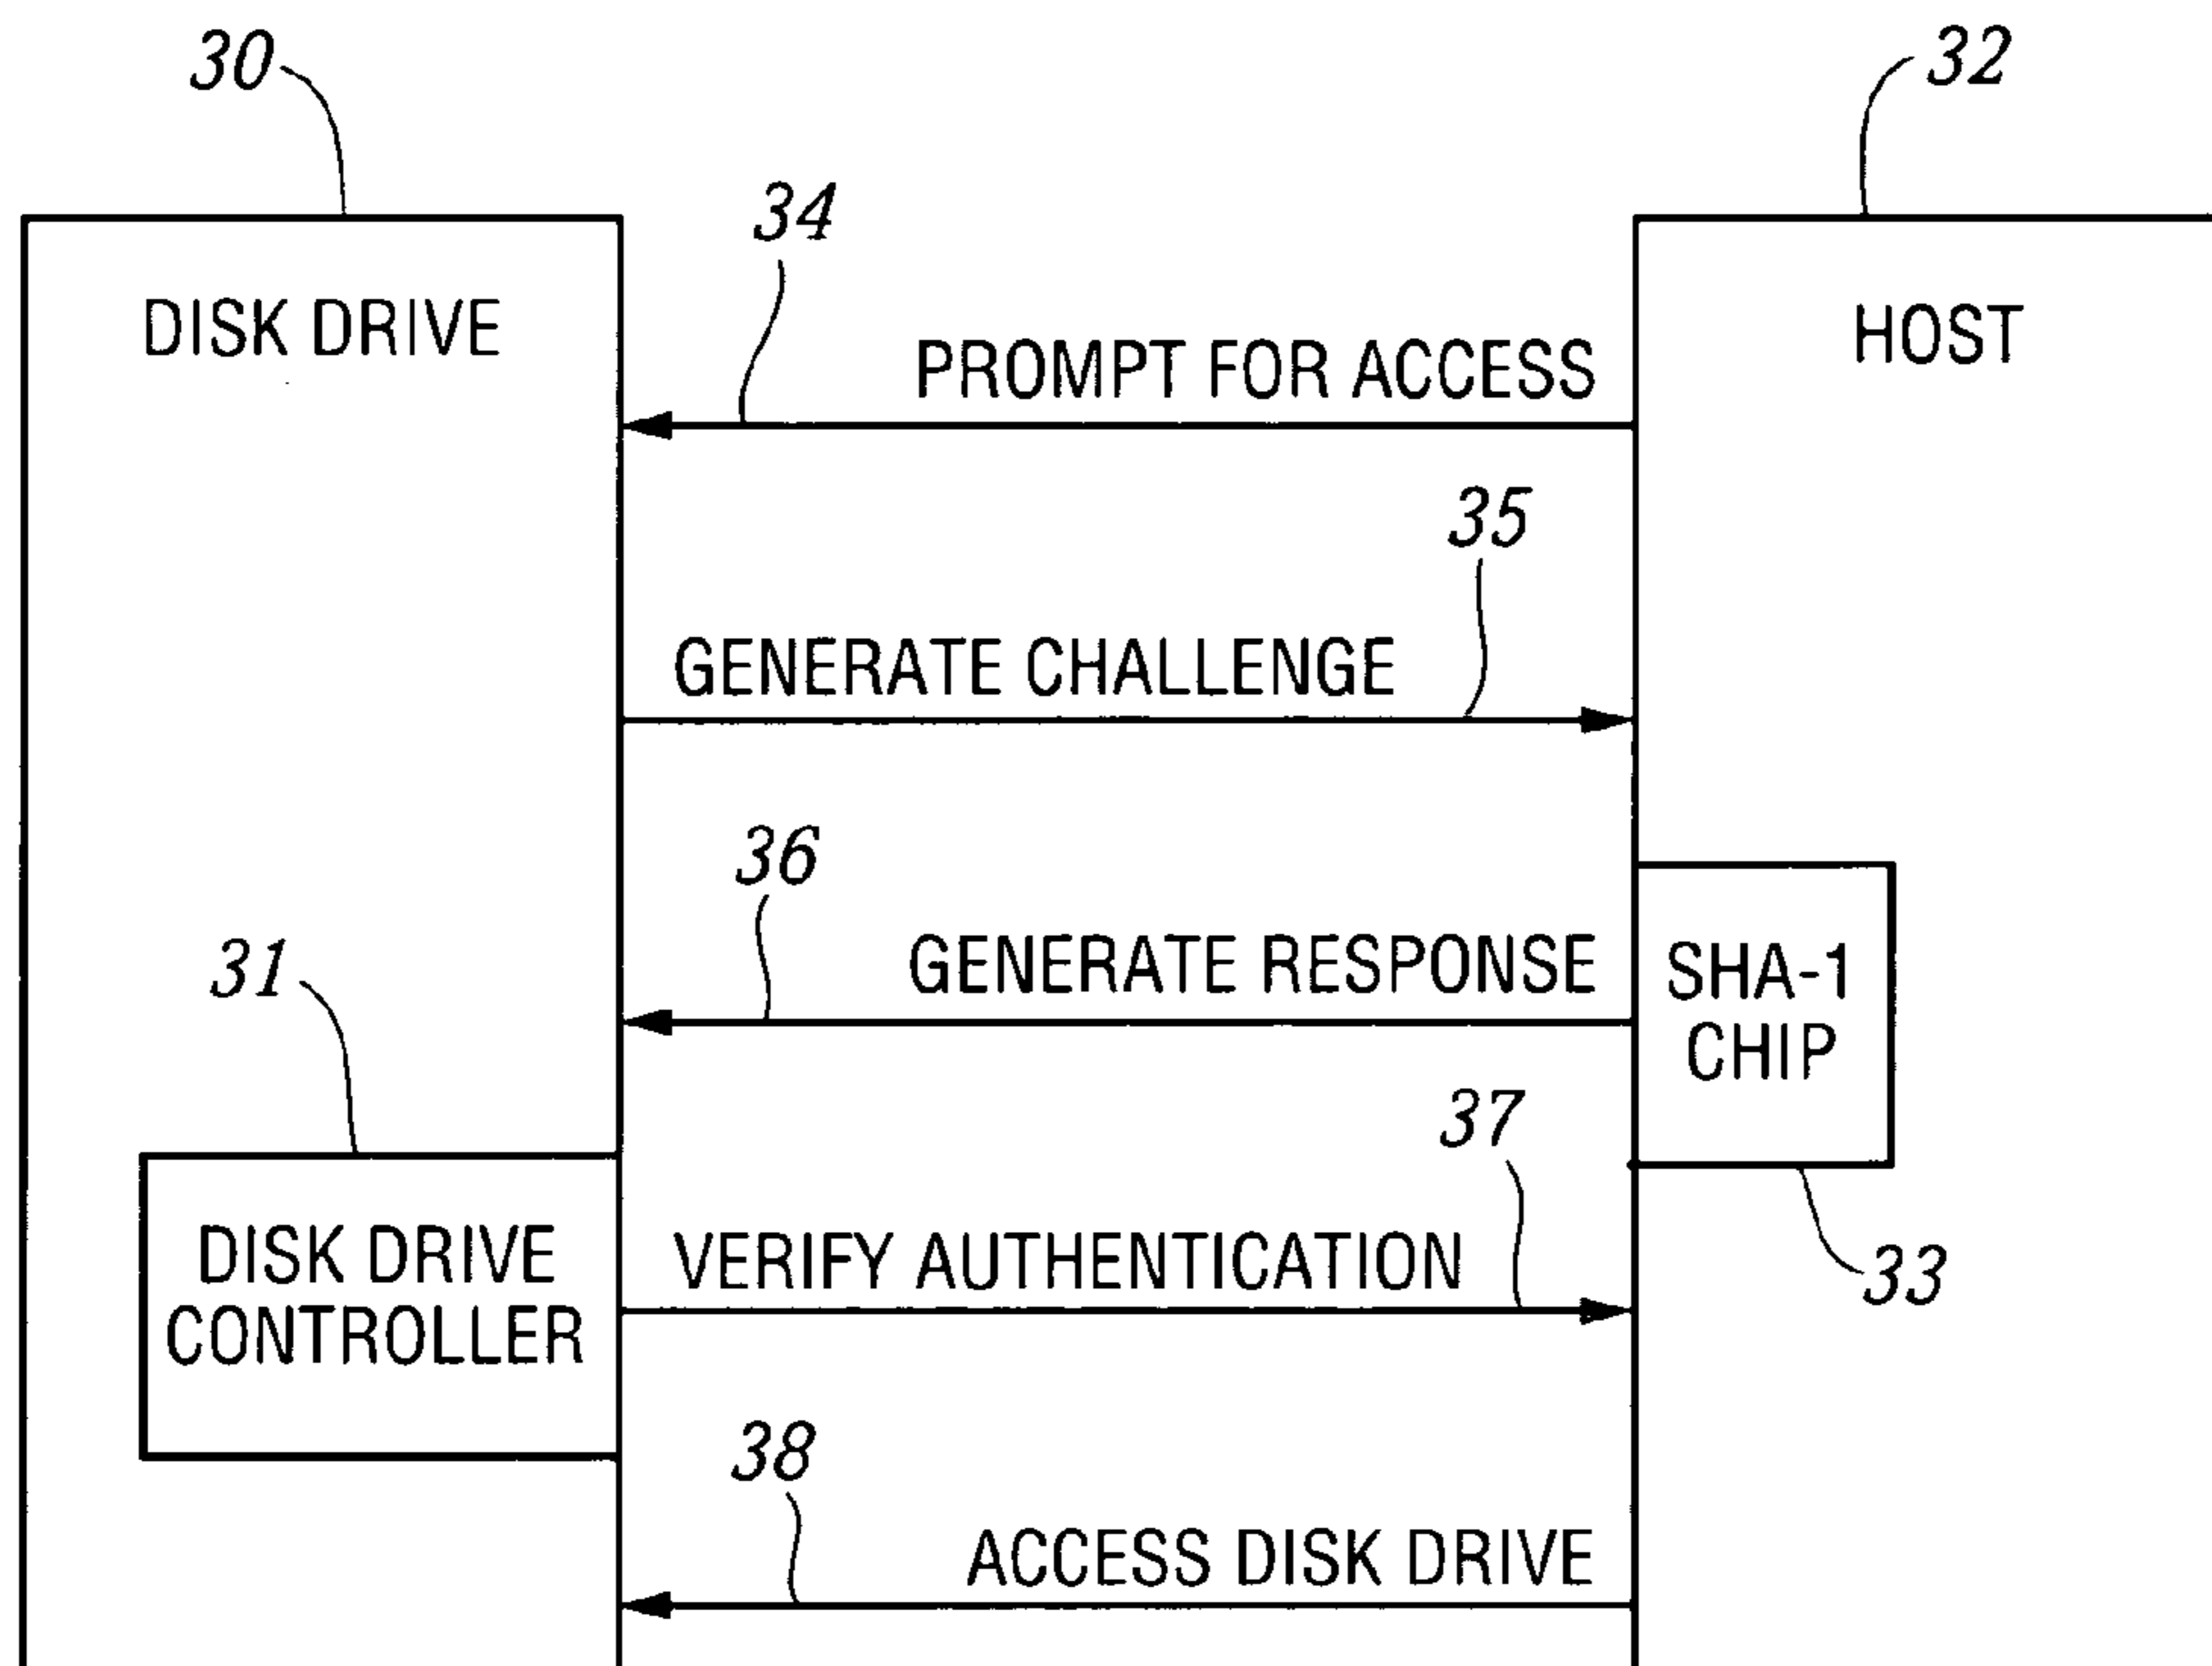 30
32
34
DISK DRIVE
HOST
PROMPT FOR ACCESS
35
GENERATE CHALLENGE
36
31
GENERATE RESPONSE
SHA-1
CHIP
37
DISK DRIVE
CONTROLLER
VERIFY AUTHENTICATION
33
38
ACCESS DISK DRIVE